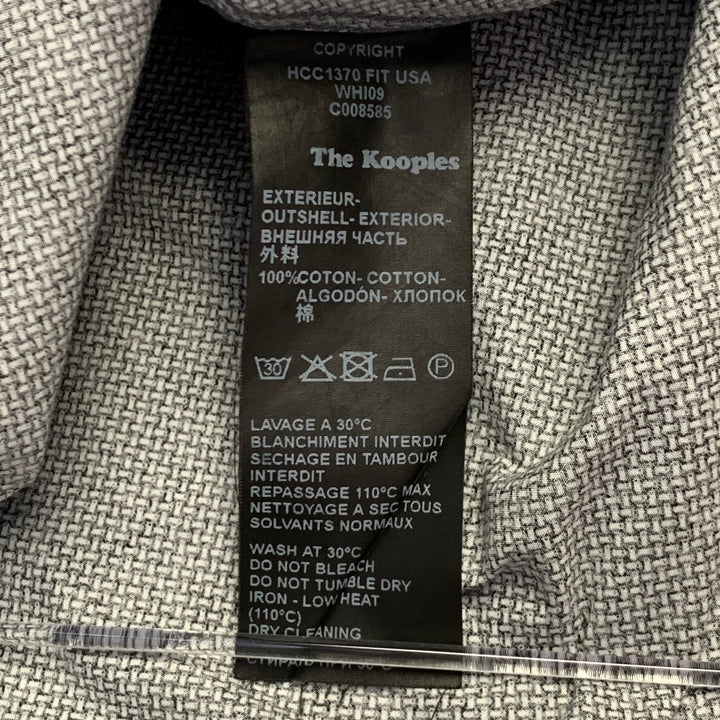 COPYRIGHT
HCC1370 FIT USA
WHI09
C008585
The Kooples
EXTERIEUR-
OUTSHELL- EXTERIOR-
ВНЕШНЯЯ ЧАСТЬ
外料
100%COTON- COTTON-
ALGODÓN- ХЛОПОК
棉
30
P
LAVAGE A 30°C
BLANCHIMENT INTERDIT
SECHAGE EN TAMBOUR
INTERDIT
REPASSAGE 110°C MAX
NETTOYAGE A SEC TOUS
SOLVANTS NORMAUX
WASH AT 30°C
DO NOT BLEACH
DO NOT TUMBLE DRY
IRON - LOW HEAT
(110°C)
DRY CLEANING